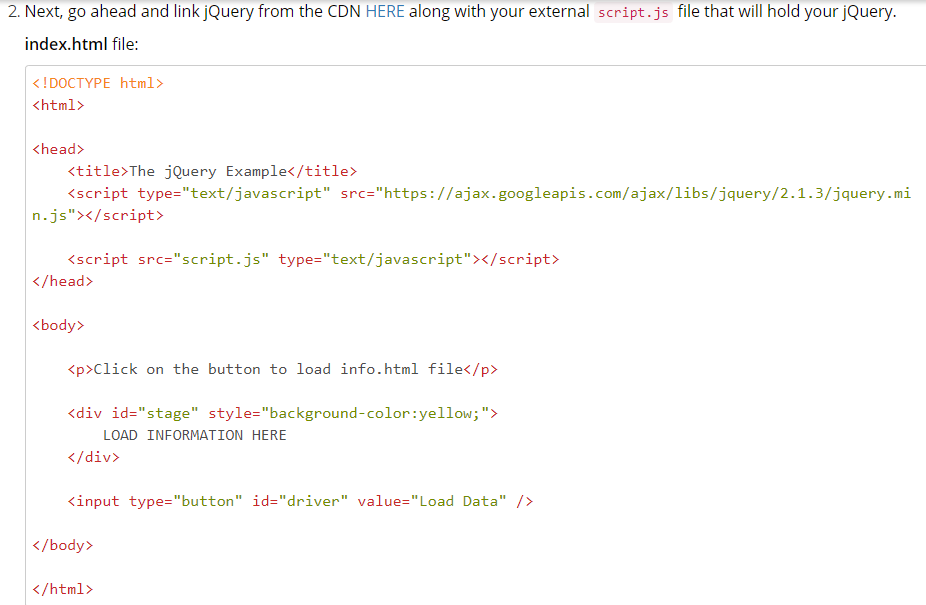 2. Next, go ahead and link jQuery from the CDN HERE along with your external script.js file that will hold your jQuery.
index.html file:
<!DOCTYPE html>
<html>
<head>
    <title>The jQuery Example</title>
    <script type="text/javascript" src="https://ajax.googleapis.com/ajax/libs/jquery/2.1.3/jquery.mi
n.js"></script>
    <script src="script.js" type="text/javascript"></script>
</head>
<body>
    <p>Click on the button to load info.html file</p>
    <div id="stage" style="background-color:yellow;">
        LOAD INFORMATION HERE
    </div>
    <input type="button" id="driver" value="Load Data" />
</body>
</html>